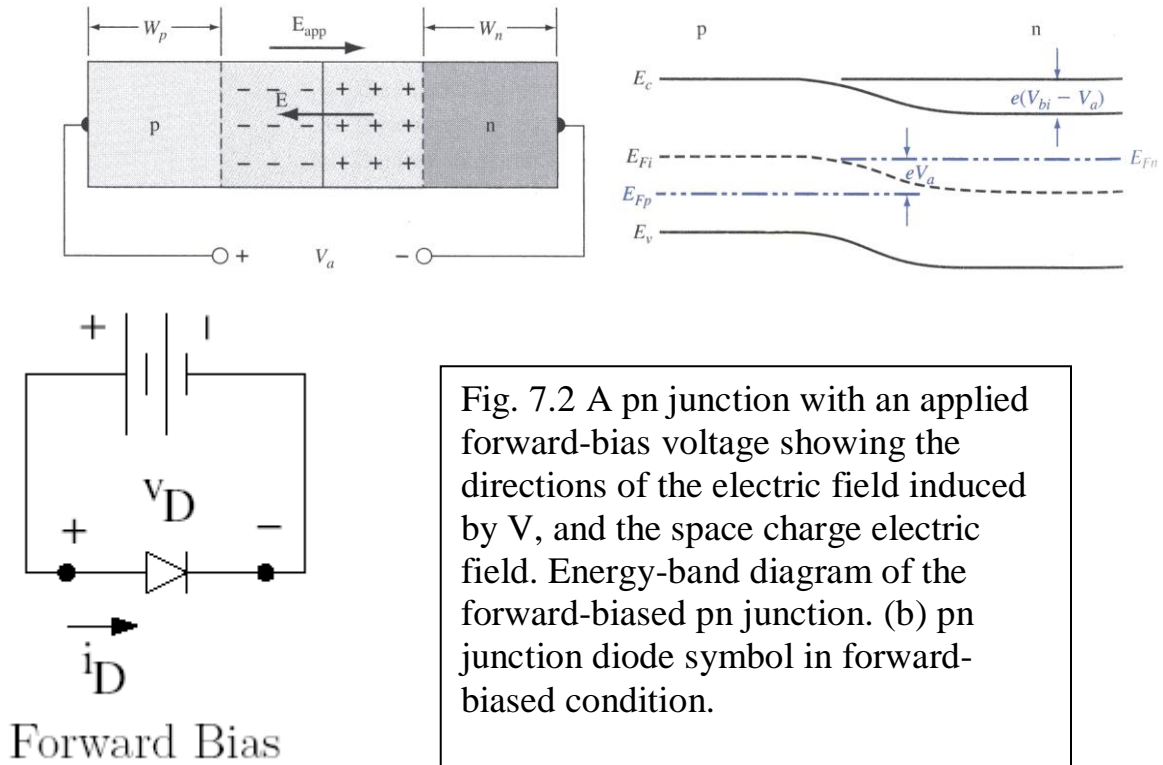 W_p
E_app
W_n
p
n
E
– – – + + +
– – – + + +
– – – + + +
+ V_a –
p
n
E_c
e(V_bi − V_a)
E_Fi
E_Fn
eV_a
E_Fp
E_v
+
v_D
+ −
i_D
Forward Bias
Fig. 7.2 A pn junction with an applied
forward-bias voltage showing the
directions of the electric field induced
by V, and the space charge electric
field. Energy-band diagram of the
forward-biased pn junction. (b) pn
junction diode symbol in forward-
biased condition.